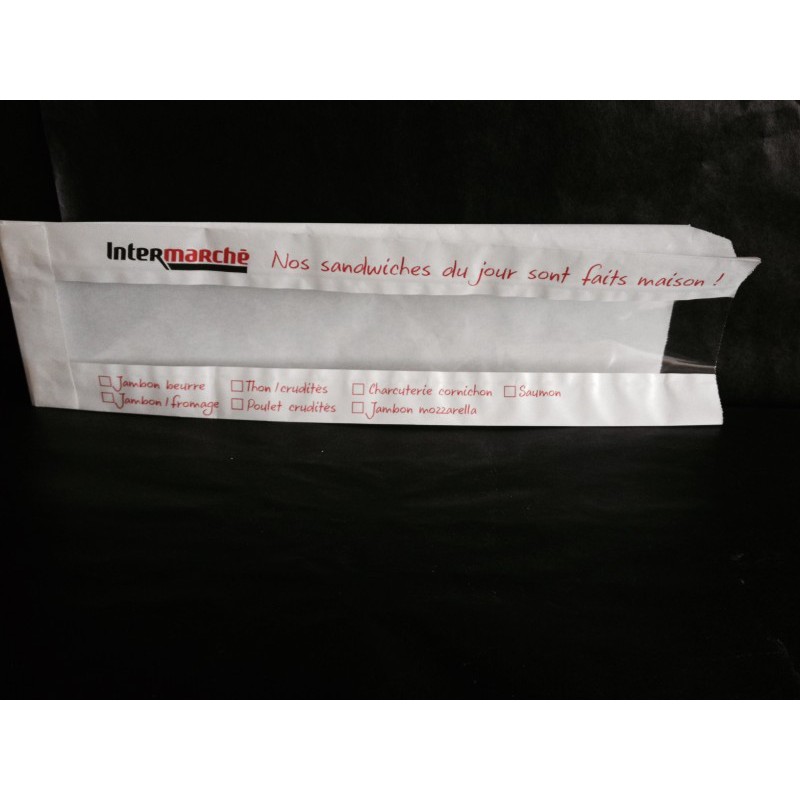 Intermarchē Nos sandwiches du jour sont faits maison !
Jambon beurre Thon / crudités Charcuterie cornichon Saumon
Jambon / fromage Poulet crudités Jambon mozzarella